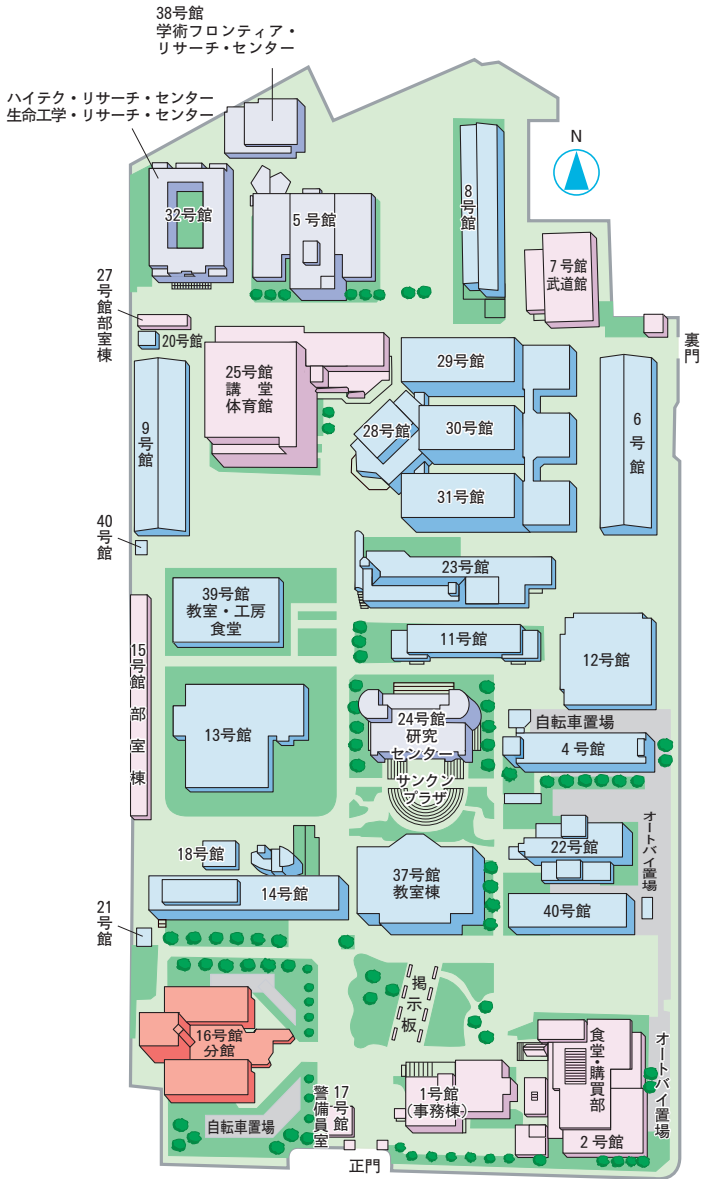 38号館
学術フロンティア・
リサーチ・センター
ハイテク・リサーチ・センター
生命工学・リサーチ・センター
N
32号館
5号館
8号館
7号館
武道館
27号館部室棟
20号館
裏門
25号館
講堂
体育館
29号館
28号館
30号館
31号館
9号館
6号館
40号館
23号館
39号館
教室・工房
食堂
11号館
12号館
15号館部室棟
13号館
24号館
研究
センター
サンクン
プラザ
自転車置場
4号館
オートバイ置場
22号館
18号館
14号館
37号館
教室棟
40号館
21号館
掲示板
16号館
分館
食堂・購買部
オートバイ置場
1号館
(事務棟)
17号館
警備員室
自転車置場
2号館
正門